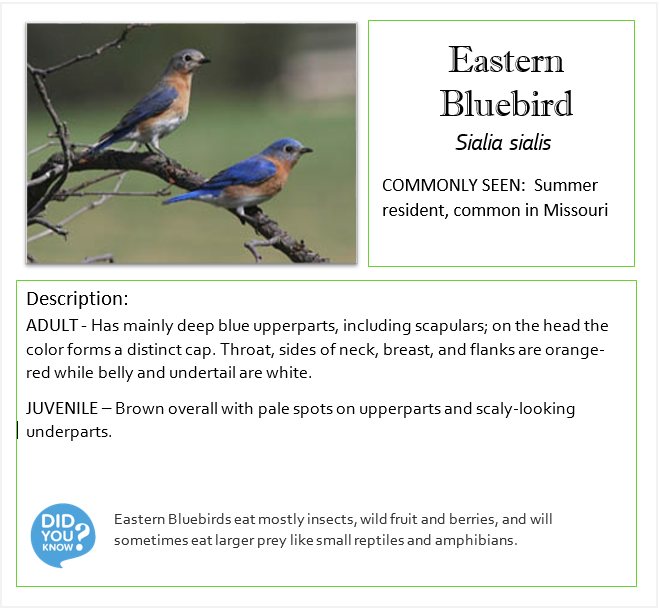 Eastern
Bluebird
Sialia sialis
COMMONLY SEEN:  Summer
resident, common in Missouri
Description:
ADULT - Has mainly deep blue upperparts, including scapulars; on the head the
color forms a distinct cap. Throat, sides of neck, breast, and flanks are orange-
red while belly and undertail are white.
JUVENILE – Brown overall with pale spots on upperparts and scaly-looking
underparts.
DID
YOU
KNOW?
Eastern Bluebirds eat mostly insects, wild fruit and berries, and will
sometimes eat larger prey like small reptiles and amphibians.